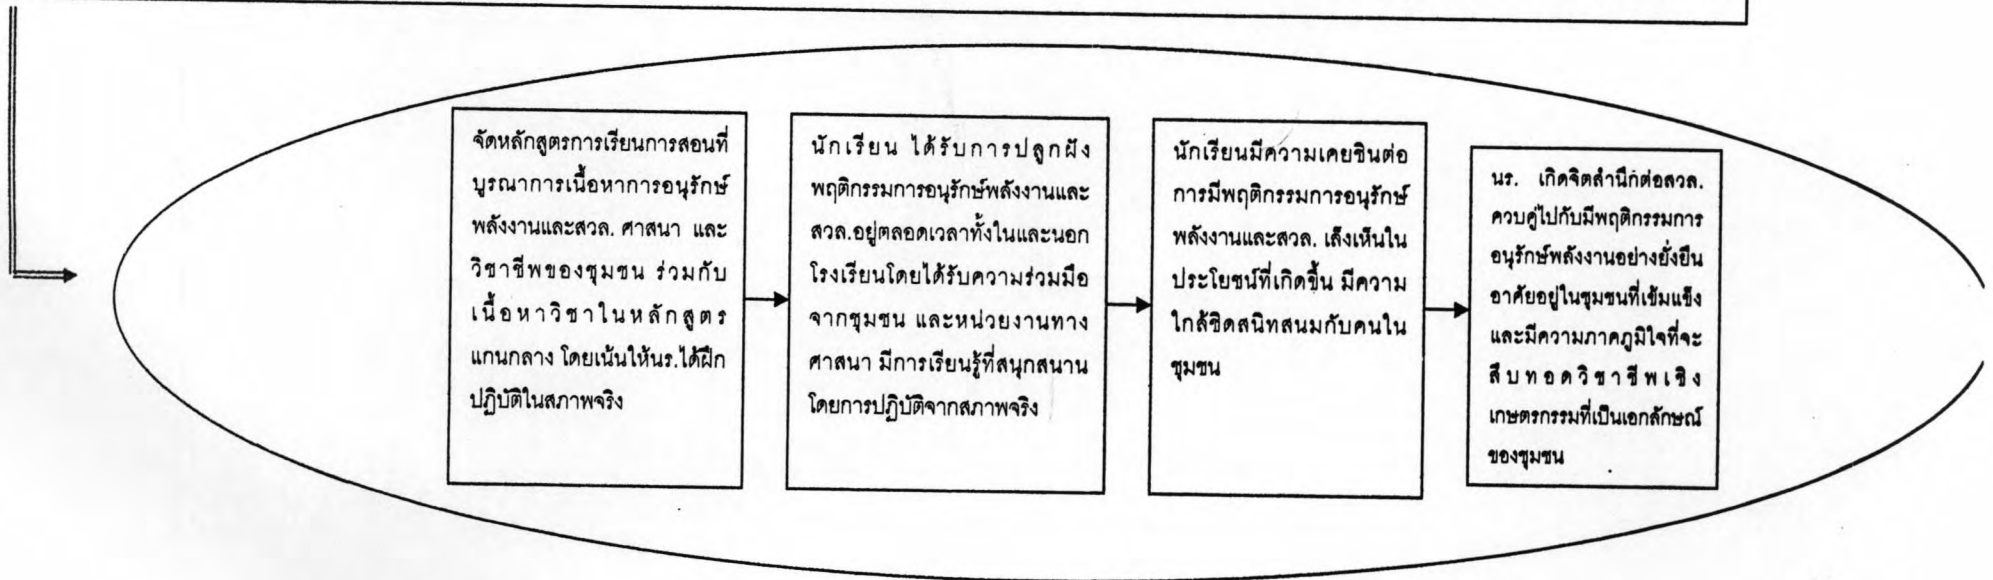 จัดหลักสูตรการเรียนการสอนที่
บูรณาการเนื้อหาการอนุรักษ์
พลังงานและสวล. ศาสนา และ
วิชาชีพของชุมชน ร่วมกับ
เนื้อหาวิชาในหลักสูตร
แกนกลาง โดยเน้นให้นร.ได้ฝึก
ปฏิบัติในสภาพจริง
นักเรียน ได้รับการปลูกฝัง
พฤติกรรมการอนุรักษ์พลังงานและ
สวล.อยู่ตลอดเวลาทั้งในและนอก
โรงเรียนโดยได้รับความร่วมมือ
จากชุมชน และหน่วยงานทาง
ศาสนา มีการเรียนรู้ที่สนุกสนาน
โดยการปฏิบัติจากสภาพจริง
นักเรียนมีความเคยชินต่อ
การมีพฤติกรรมการอนุรักษ์
พลังงานและสวล. เล็งเห็นใน
ประโยชน์ที่เกิดขึ้น มีความ
ใกล้ชิดสนิทสนมกับคนใน
ชุมชน
นร. เกิดจิตสำนึกต่อสวล.
ควบคู่ไปกับมีพฤติกรรมการ
อนุรักษ์พลังงานอย่างยั่งยืน
อาศัยอยู่ในชุมชนที่เข้มแข็ง
และมีความภาคภูมิใจที่จะ
สืบทอดวิชาชีพเชิง
เกษตรกรรมที่เป็นเอกลักษณ์
ของชุมชน